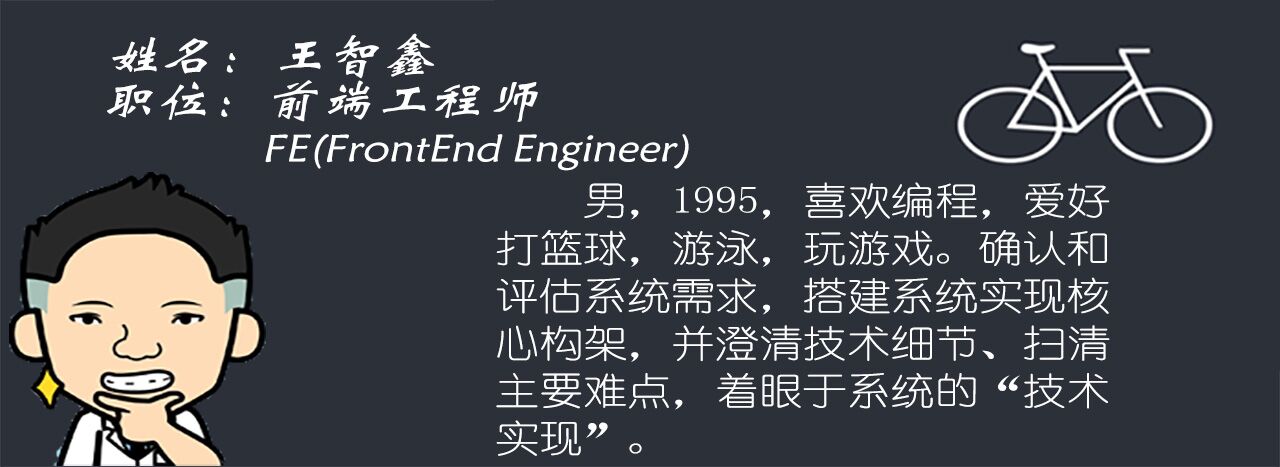 姓名：王智鑫
职位：前端工程师
FE(FrontEnd Engineer)
男，1995，喜欢编程，爱好
打篮球，游泳，玩游戏。确认和
评估系统需求，搭建系统实现核
心构架，并澄清技术细节、扫清
主要难点，着眼于系统的“技术
实现”。